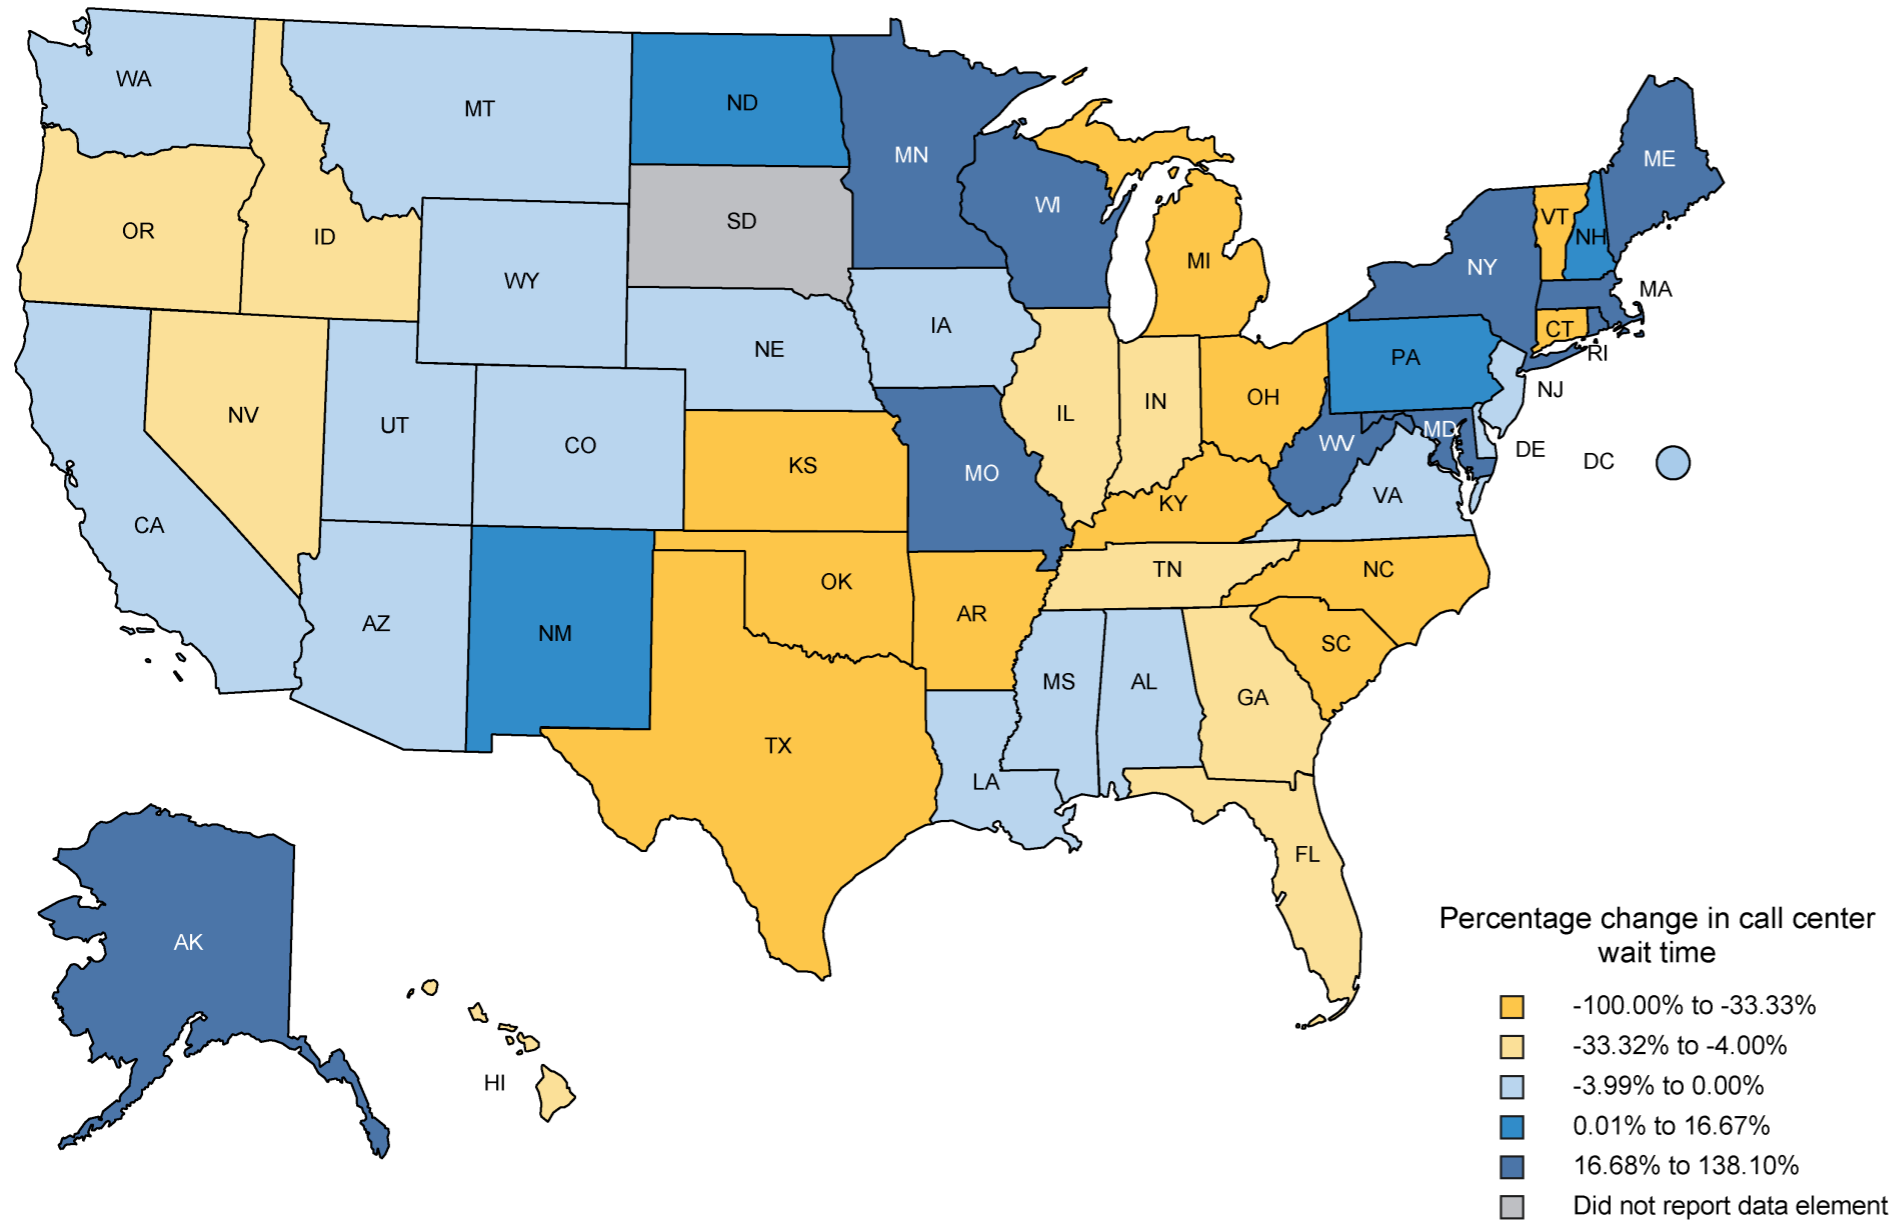 WA
MT
ND
MN
ME
OR
ID
SD
WI
VT
NH
WY
MI
NY
MA
IA
CT
NE
RI
PA
NJ
NV
UT
CO
IL
IN
OH
KS
MO
WV
MD
DE
DC
CA
KY
VA
OK
TN
NC
AZ
NM
AR
SC
MS
AL
GA
TX
LA
FL
AK
HI
Percentage change in call center
wait time
-100.00% to -33.33%
-33.32% to -4.00%
-3.99% to 0.00%
0.01% to 16.67%
16.68% to 138.10%
Did not report data element